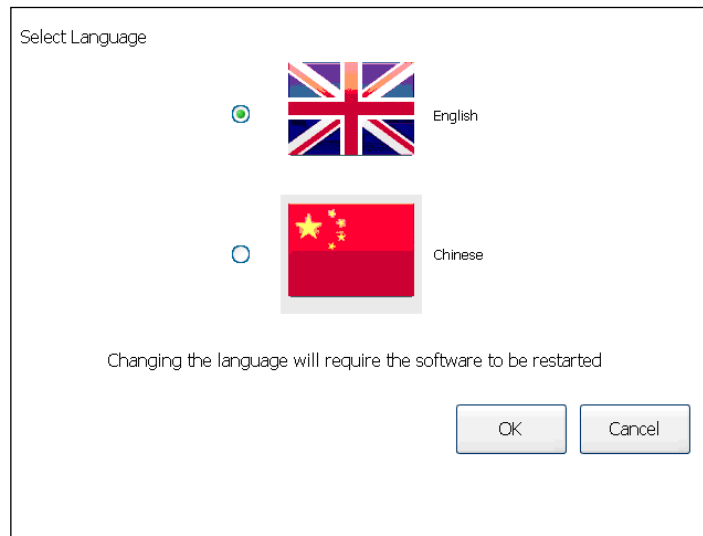 Select Language
English
Chinese
Changing the language will require the software to be restarted
OK
Cancel